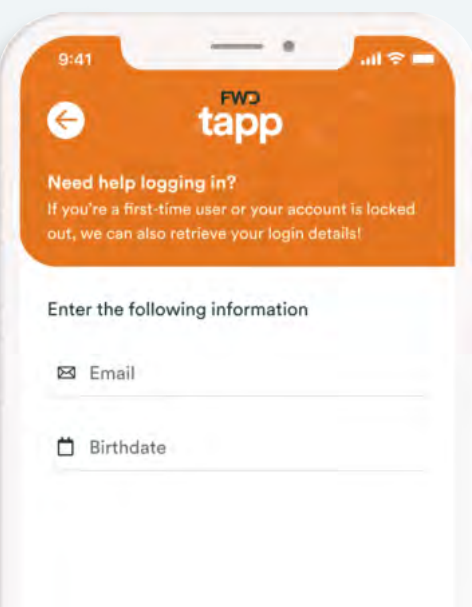 9:41
FWD
tapp
Need help logging in?
If you're a first-time user or your account is locked
out, we can also retrieve your login details!
Enter the following information
Email
Birthdate